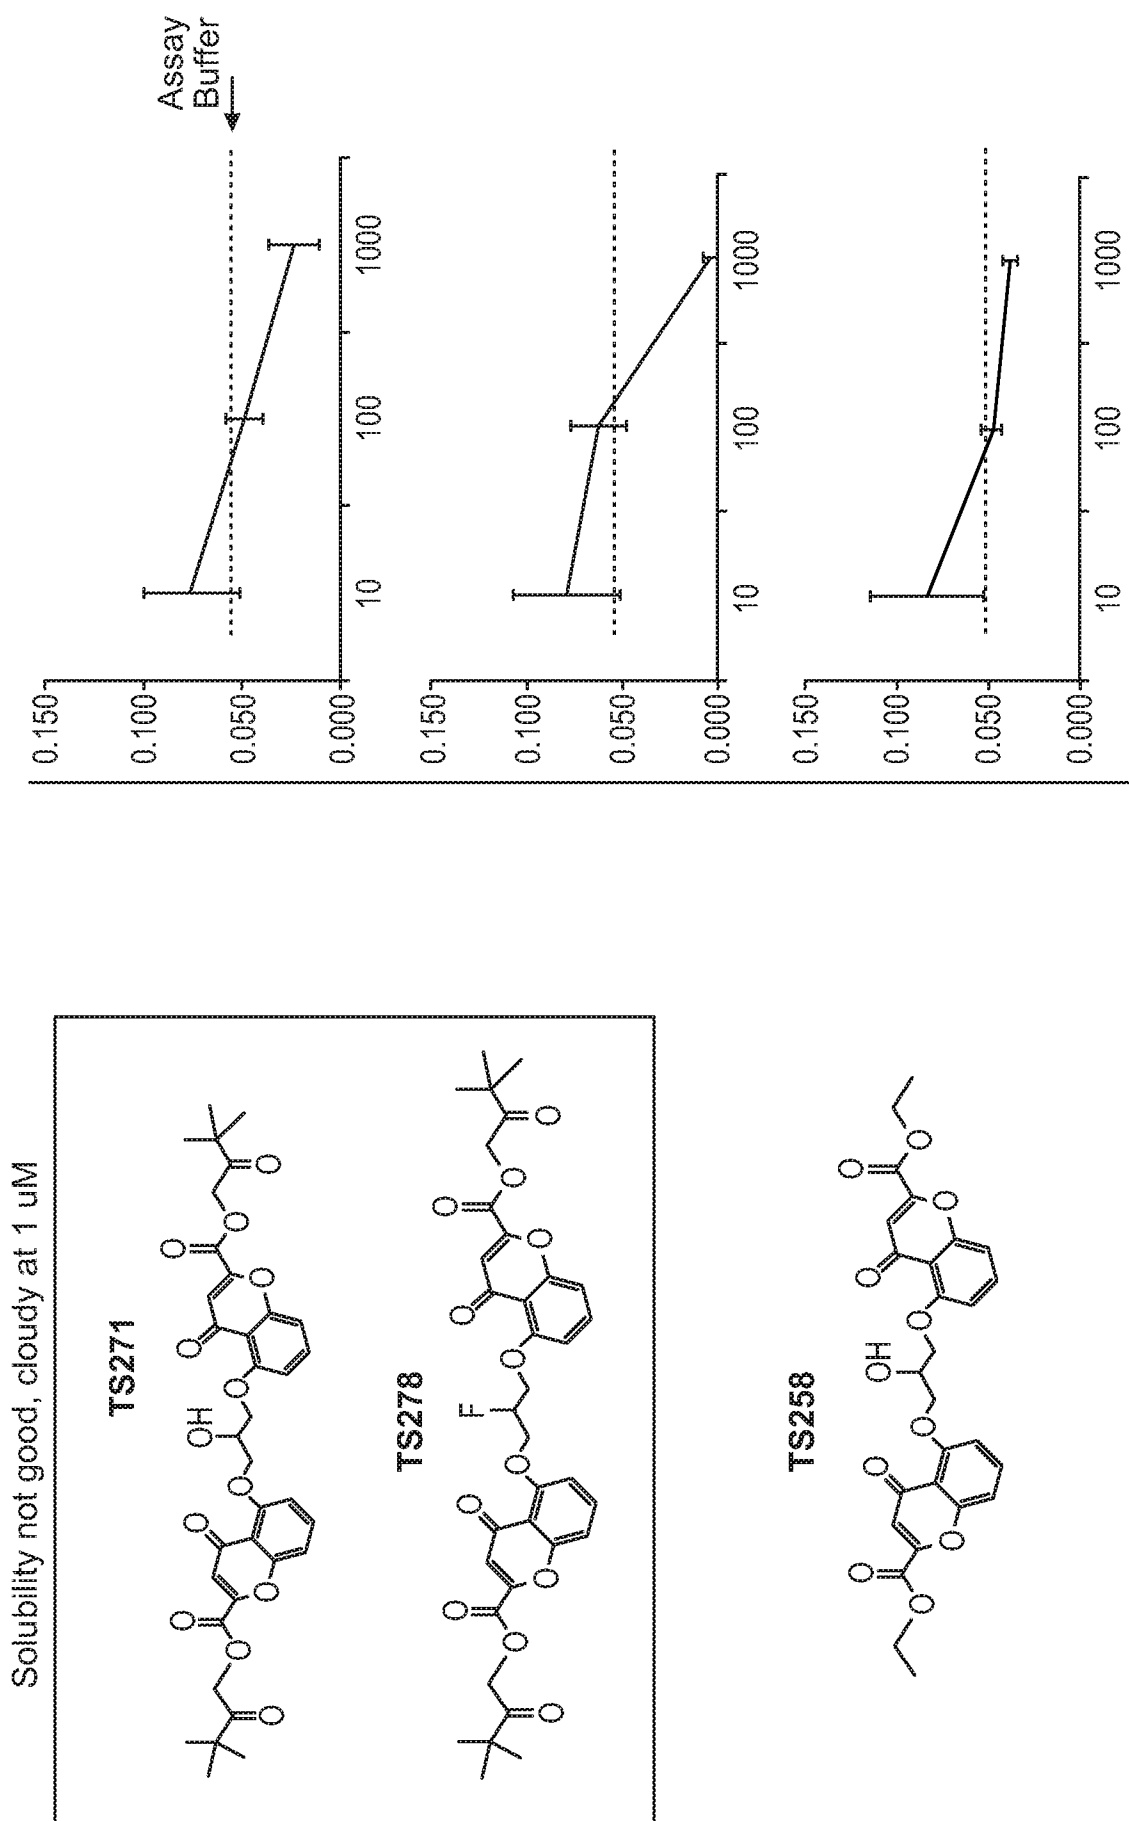 Solubility not good, cloudy at 1 uM
TS271
O O
O OH O
O O O O
O O O O
TS278
O O
O F O
O O O O
O O O O
TS258
O O
O OH O
O O O O
O O
0.150
0.100
0.050
0.000
10 100 1000
Assay
Buffer
0.150
0.100
0.050
0.000
10 100 1000
0.150
0.100
0.050
0.000
10 100 1000